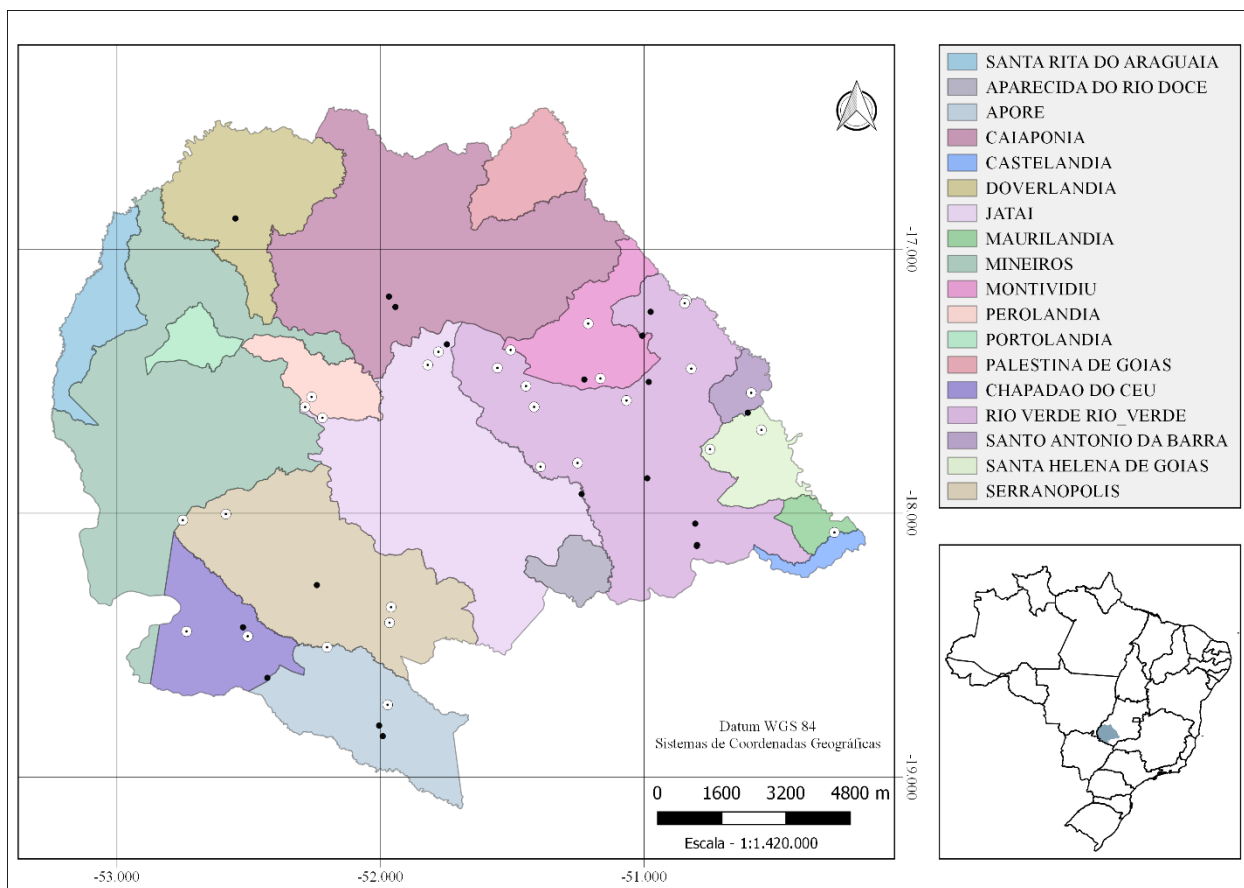 SANTA RITA DO ARAGUAIA
APARECIDA DO RIO DOCE
APORE
CAIAPONIA
CASTELANDIA
DOVERLANDIA
JATAI
MAURILANDIA
MINEIROS
MONTIVIDIU
PEROLANDIA
PORTOLANDIA
PALESTINA DE GOIAS
CHAPADAO DO CEU
RIO VERDE RIO_VERDE
SANTO ANTONIO DA BARRA
SANTA HELENA DE GOIAS
SERRANOPOLIS
-17.000
-18.000
-19.000
Datum WGS 84
Sistemas de Coordenadas Geográficas
0 1600 3200 4800 m
Escala - 1:1.420.000
-53.000 -52.000 -51.000